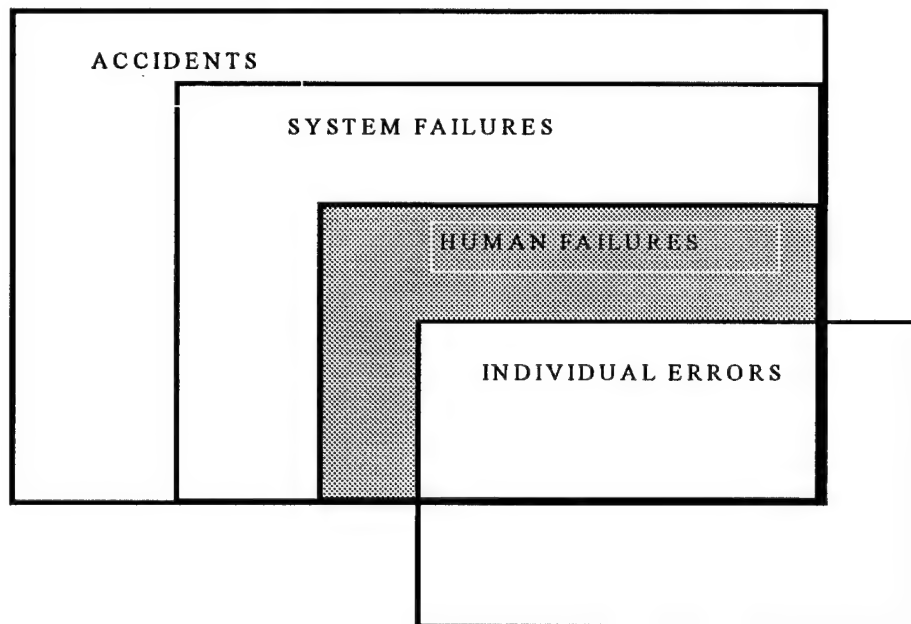 ACCIDENTS
SYSTEM FAILURES
HUMAN FAILURES
INDIVIDUAL ERRORS